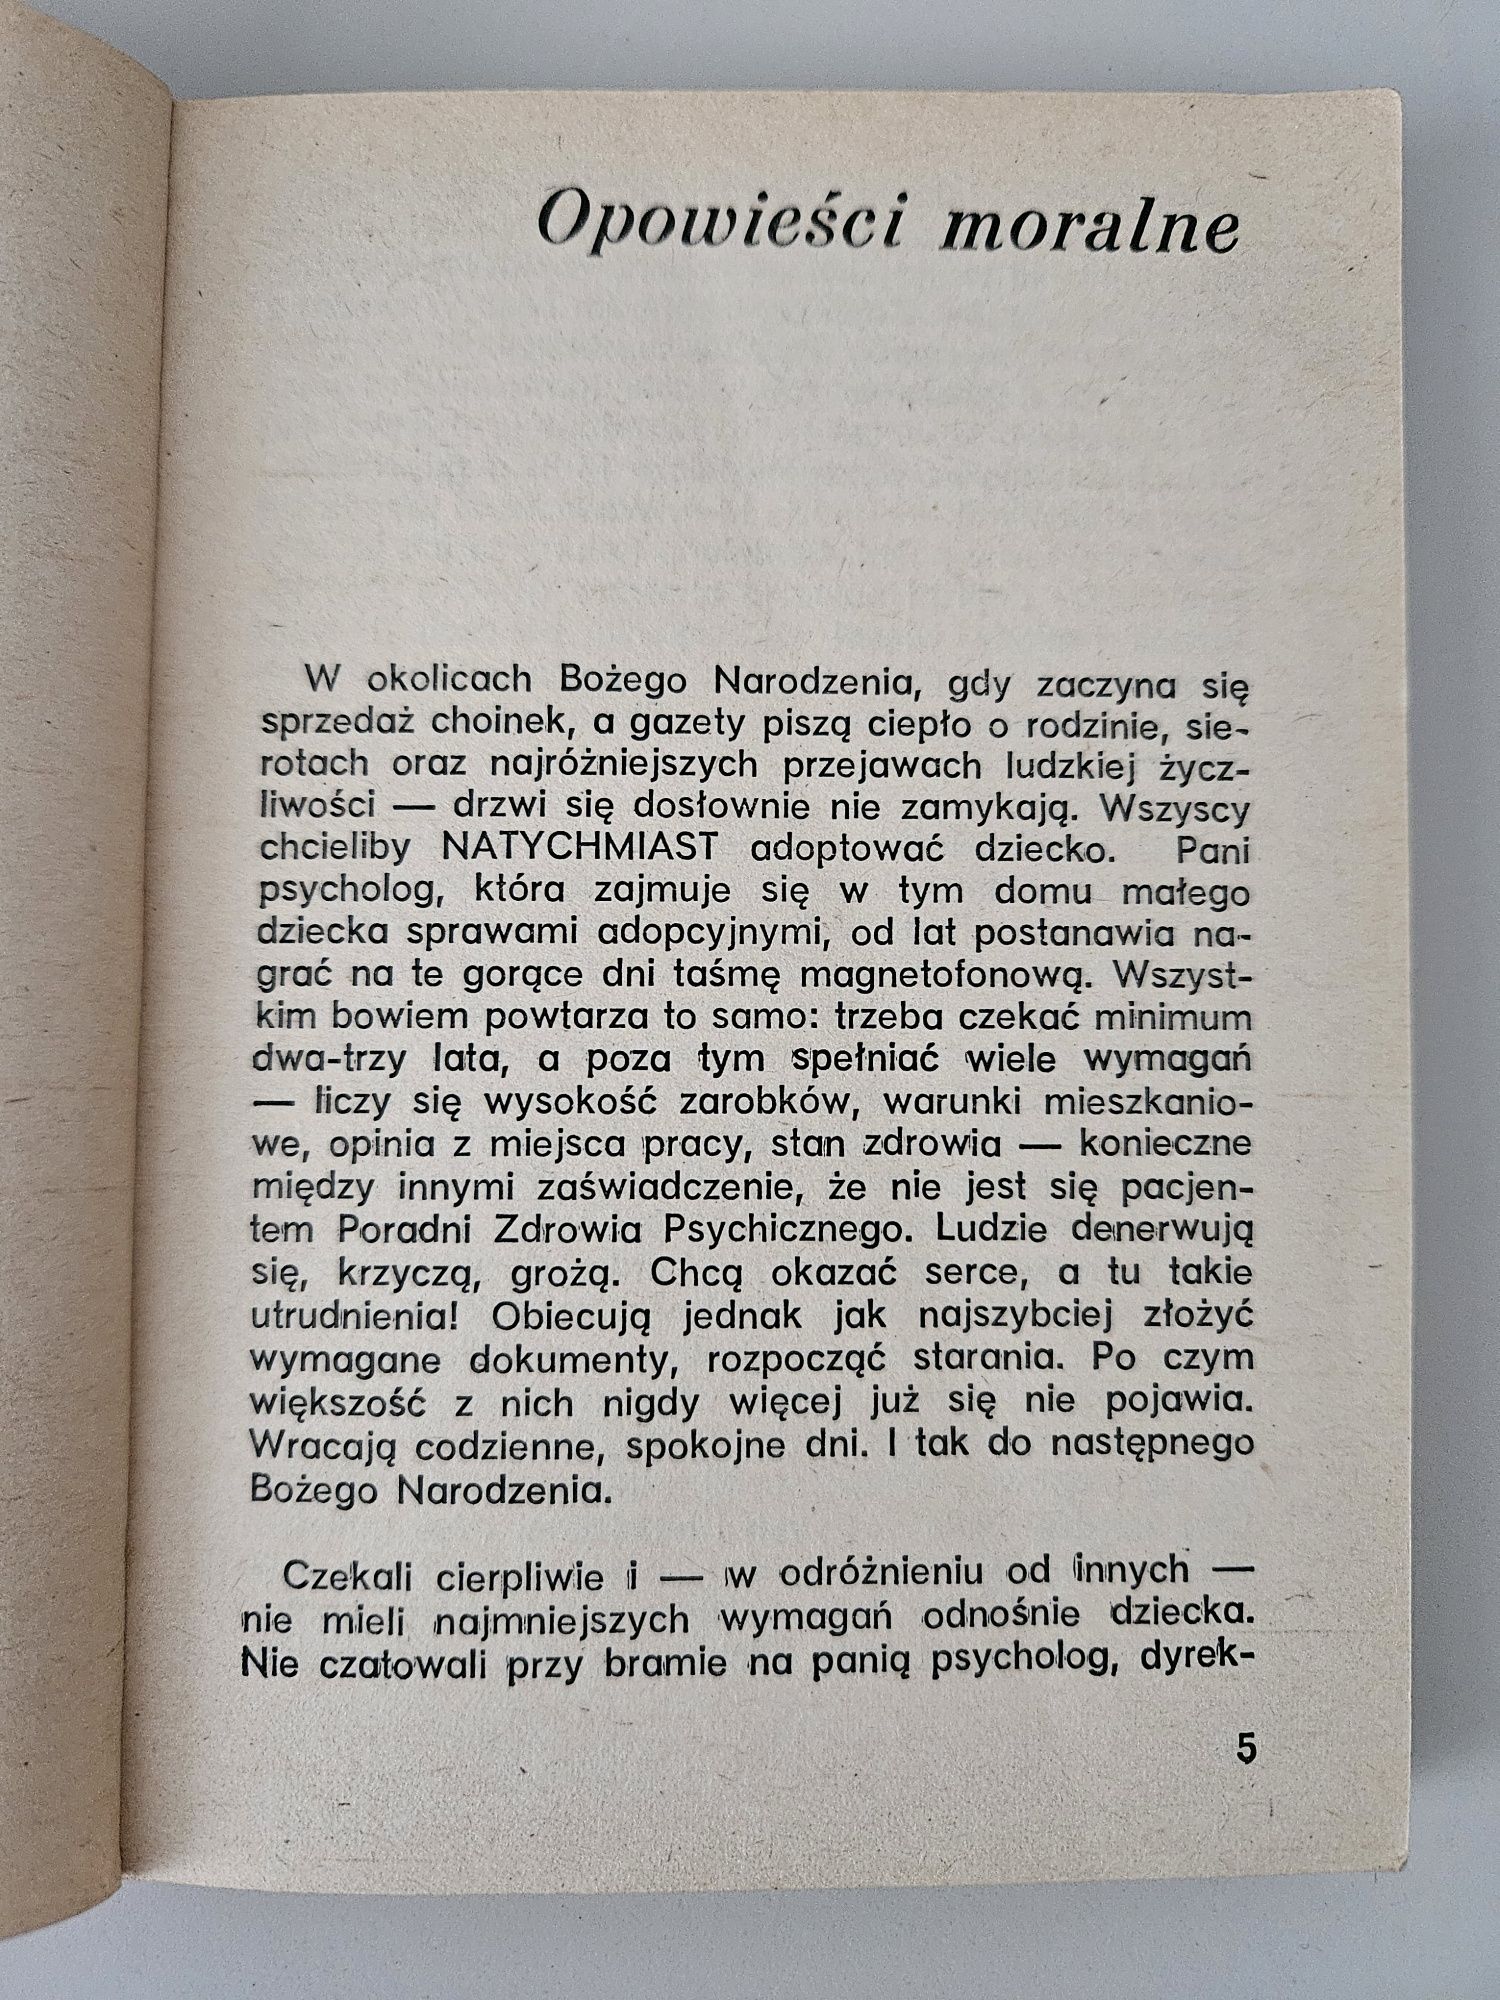 Opowieści moralne
W okolicach Bożego Narodzenia, gdy zaczyna się
sprzedaż choinek, a gazety piszą ciepło o rodzinie, sie-
rotach oraz najróżniejszych przejawach ludzkiej życz-
liwości — drzwi się dosłownie nie zamykają. Wszyscy
chcieliby NATYCHMIAST adoptować dziecko. Pani
psycholog, która zajmuje się w tym domu małego
dziecka sprawami adopcyjnymi, od lat postanawia na-
grać na te gorące dni taśmę magnetofonową. Wszyst-
kim bowiem powtarza to samo: trzeba czekać minimum
dwa-trzy lata, a poza tym spełniać wiele wymagań
— liczy się wysokość zarobków, warunki mieszkanio-
we, opinia z miejsca pracy, stan zdrowia — konieczne
między innymi zaświadczenie, że nie jest się pacjen-
tem Poradni Zdrowia Psychicznego. Ludzie denerwują
się, krzyczą, grożą. Chcą okazać serce, a tu takie
utrudnienia! Obiecują jednak jak najszybciej złożyć
wymagane dokumenty, rozpocząć starania. Po czym
większość z nich nigdy więcej już się nie pojawia.
Wracają codzienne, spokojne dni. I tak do następnego
Bożego Narodzenia.
Czekali cierpliwie i — w odróżnieniu od innych —
nie mieli najmniejszych wymagań odnośnie dziecka.
Nie czatowali przy bramie na panią psycholog, dyrek-
5